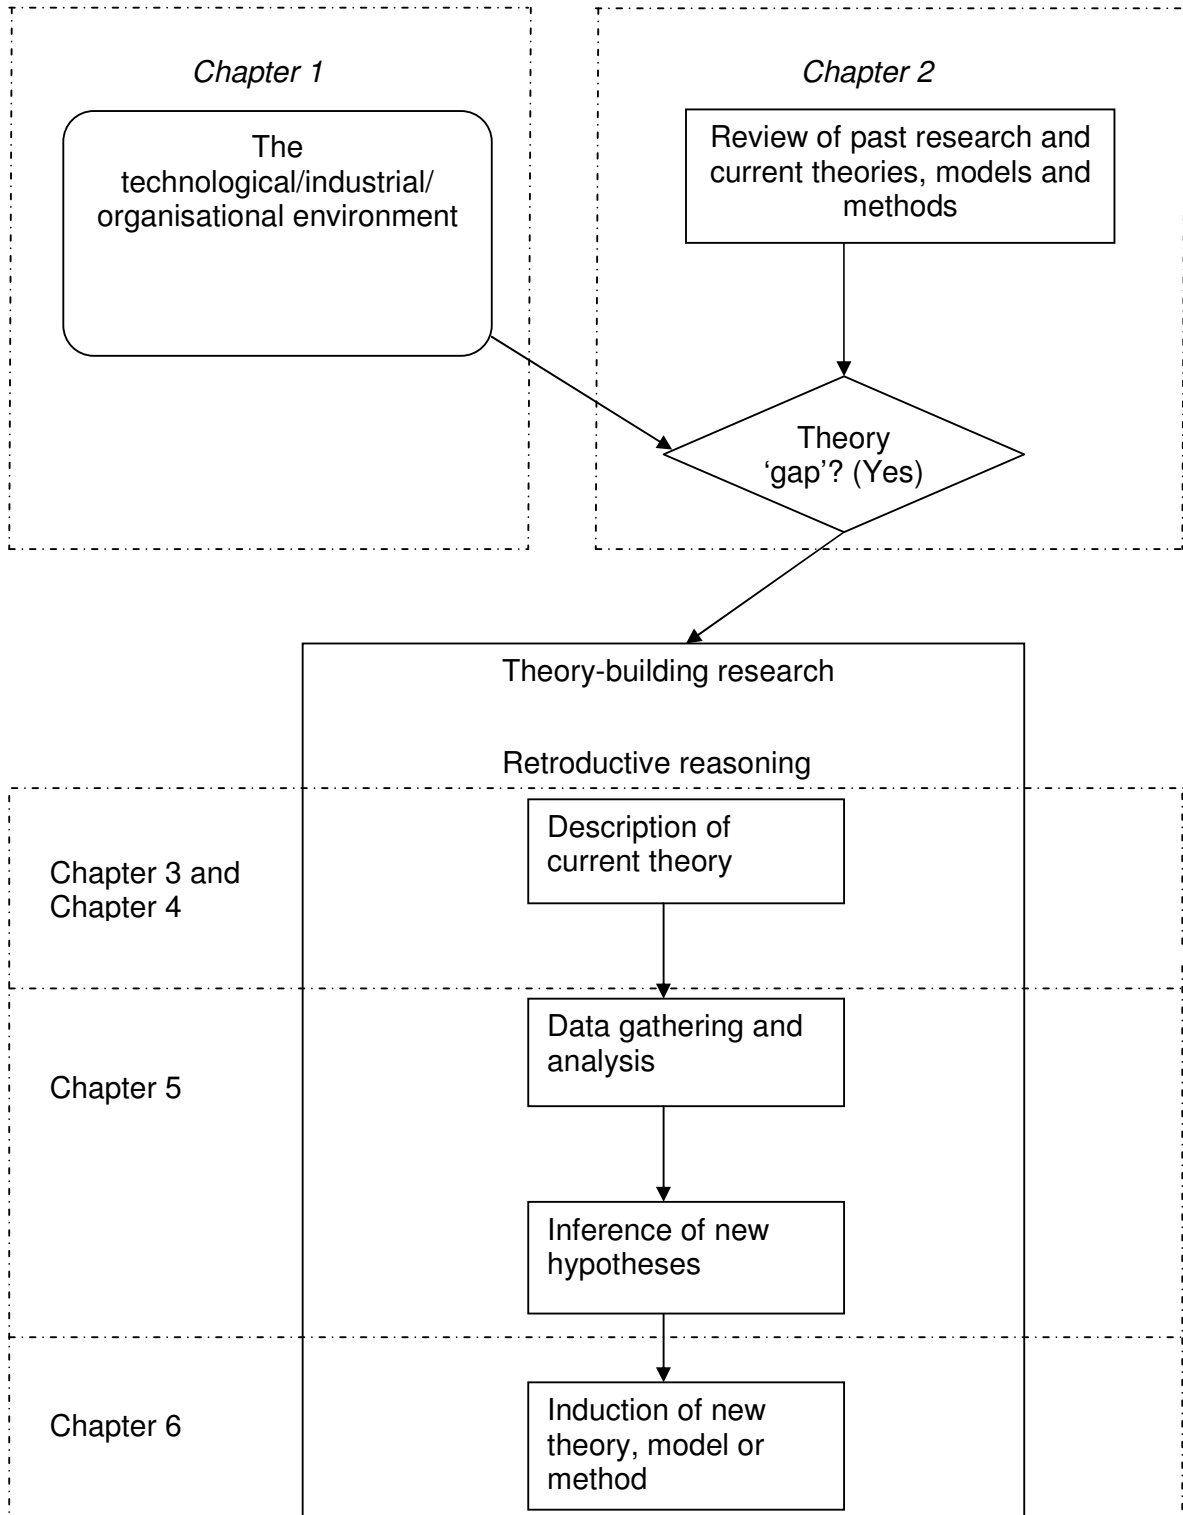 Chapter 1
The
technological/industrial/
organisational environment
Chapter 2
Review of past research and
current theories, models and
methods
Theory
‘gap’? (Yes)
Theory-building research
Retroductive reasoning
Chapter 3 and
Chapter 4
Description of
current theory
Chapter 5
Data gathering and
analysis
Inference of new
hypotheses
Chapter 6
Induction of new
theory, model or
method